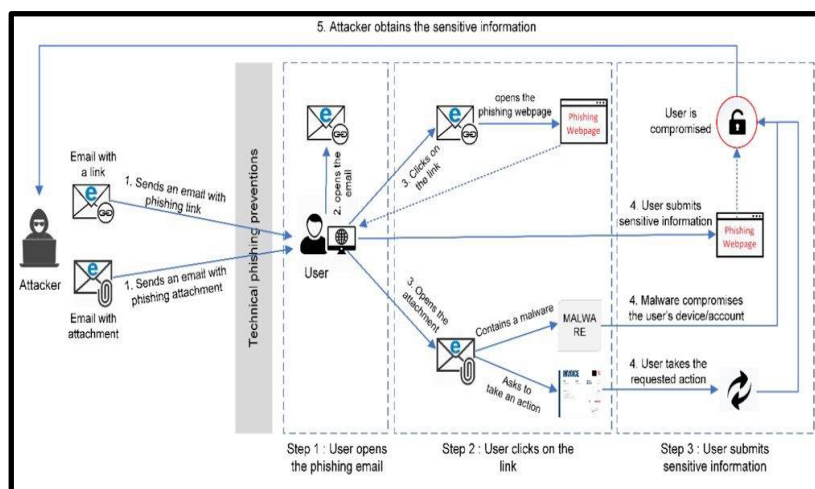 5. Attacker obtains the sensitive information
Email with
a link
1. Sends an email with
phishing link
Attacker
1. Sends an email with
phishing attachment
Email with
attachment
Technical phishing preventions
2. opens the
email
User
3. Clicks on
the link
opens the
phishing webpage
Phishing
Webpage
3. Opens the
attachment
Contains a malware
MALWA
RE
Asks to
take an action
INVOICE
User is
compromised
4. User submits
sensitive information
Phishing
Webpage
4. Malware compromises
the user's device/account
4. User takes the
requested action
Step 1 : User opens
the phishing email
Step 2 : User clicks on the
link
Step 3 : User submits
sensitive information